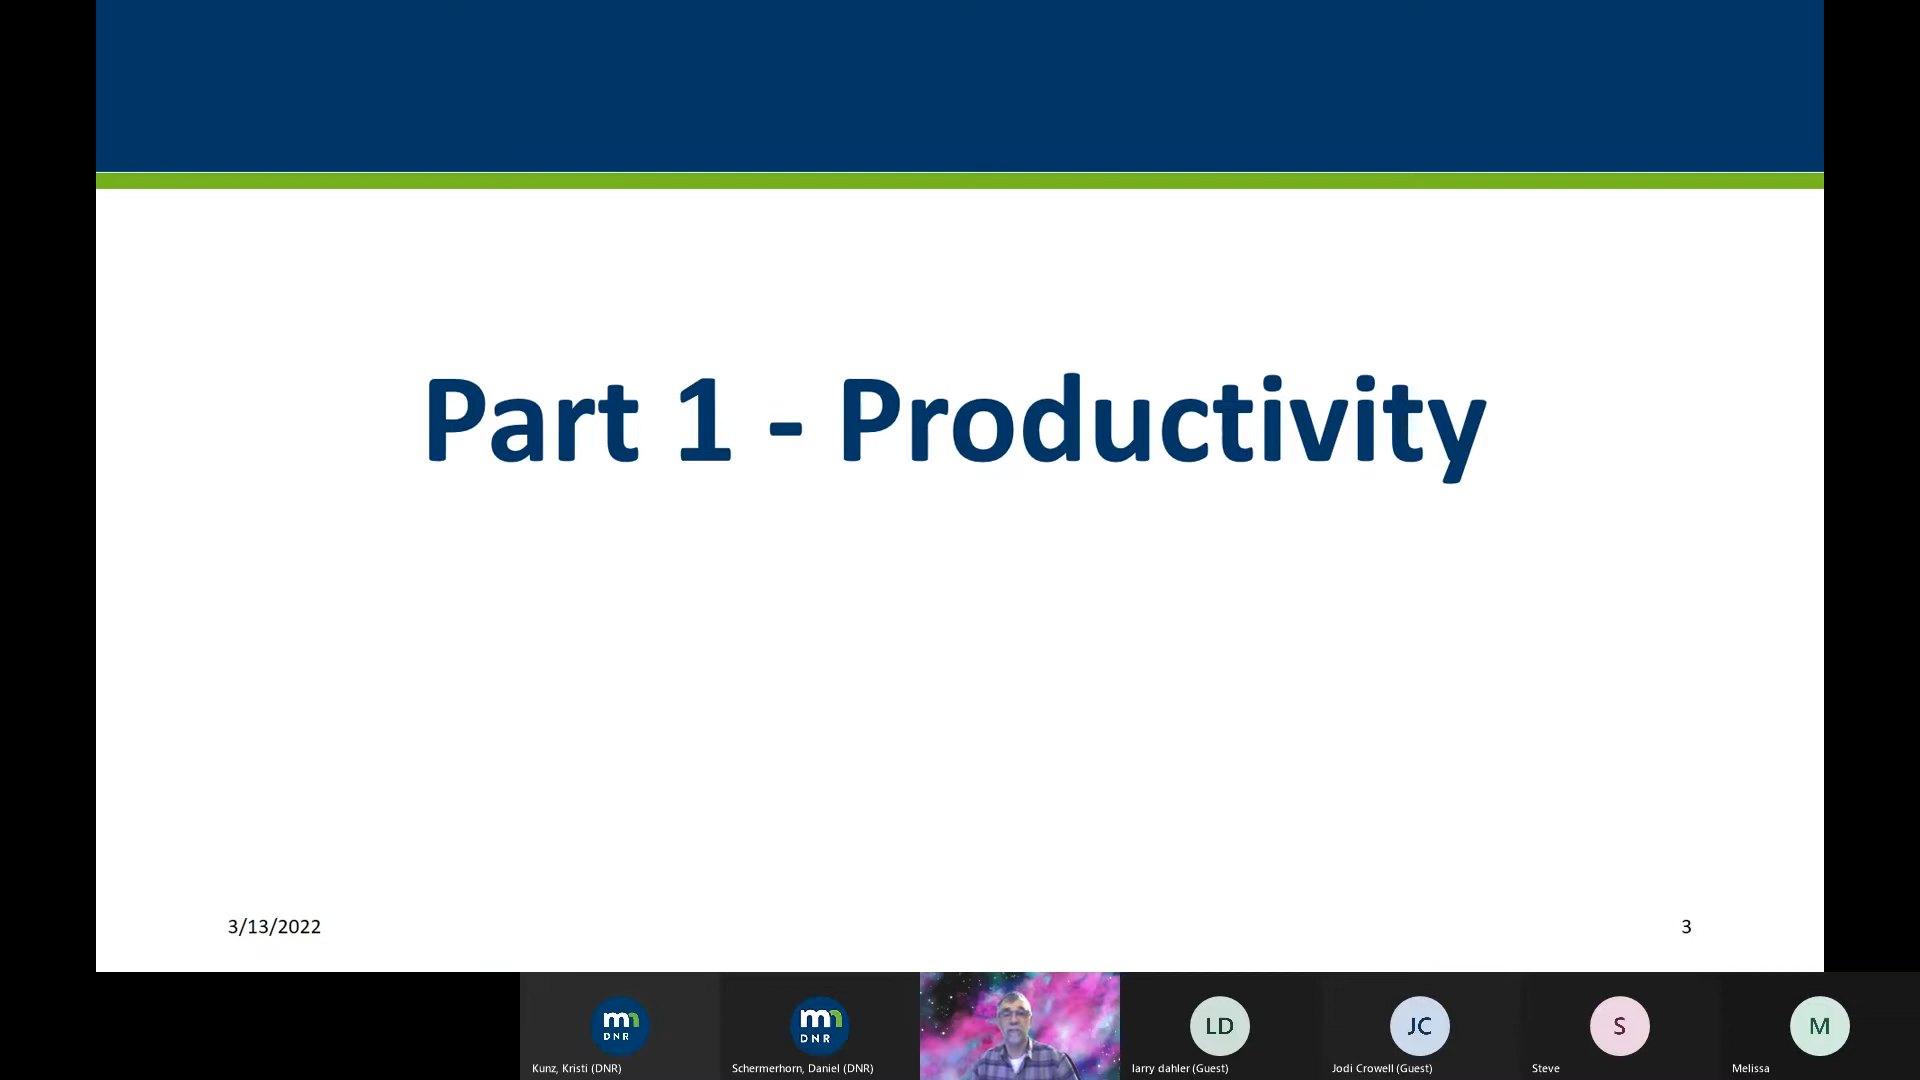 Part 1 - Productivity
3/13/2022
3
mn
DNR
Kunz, Kristi (DNR)
mn
DNR
Schermerhorn, Daniel (DNR)
LD
larry dahler (Guest)
JC
Jodi Crowell (Guest)
S
Steve
M
Melissa